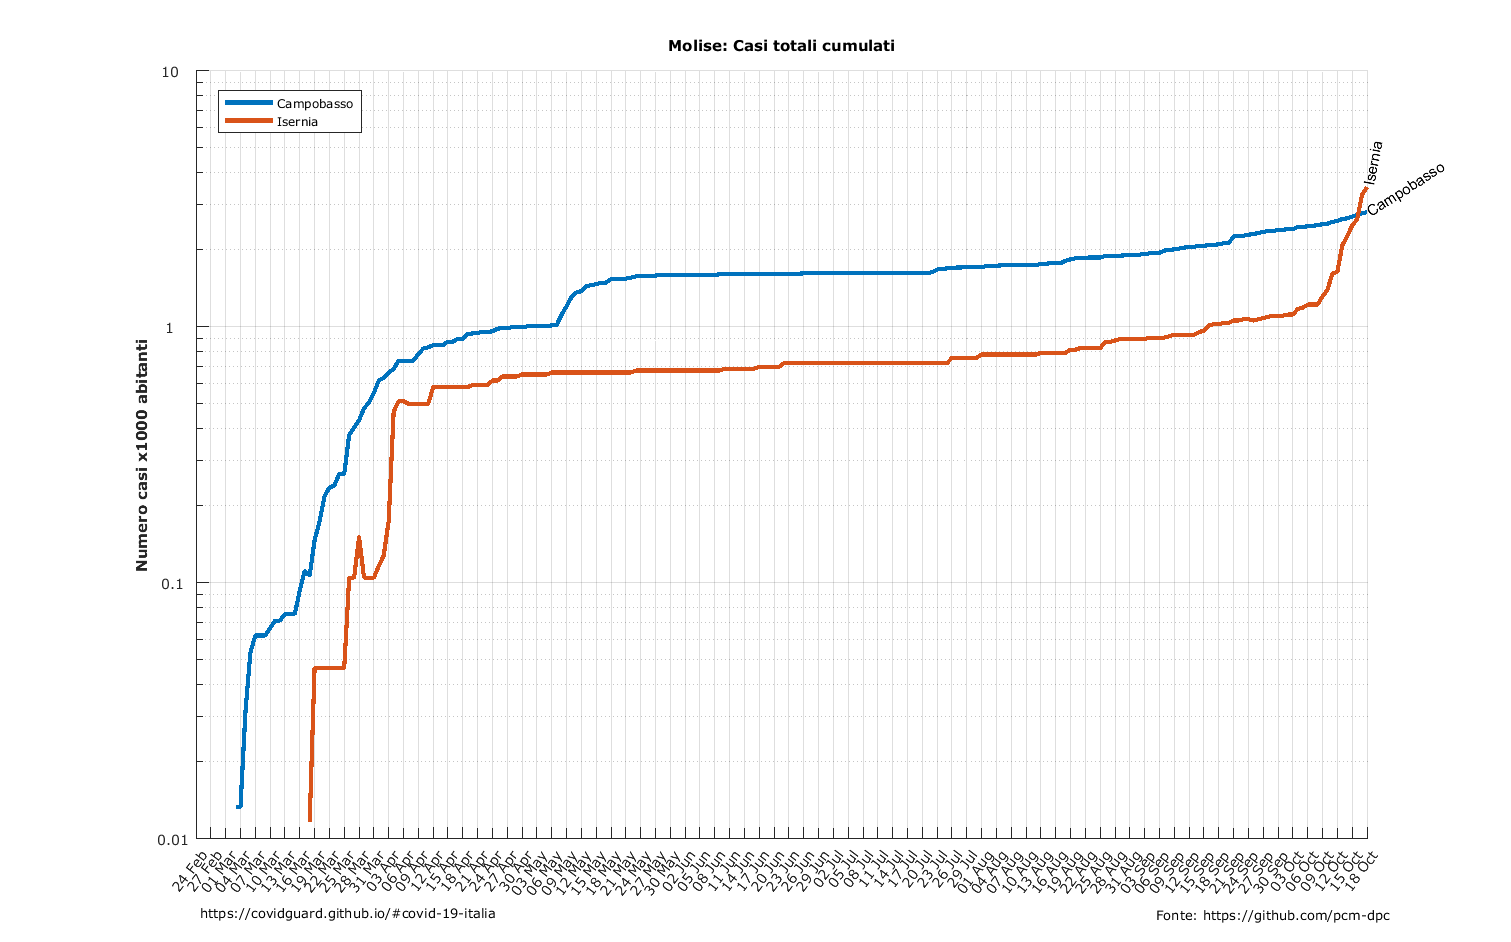 Molise: Casi totali cumulati
10
1
0.1
0.01
Numero casi x1000 abitanti
Campobasso
Isernia
Isernia
Campobasso
24 Feb
27 Feb
01 Mar
04 Mar
07 Mar
10 Mar
13 Mar
16 Mar
19 Mar
22 Mar
25 Mar
28 Mar
31 Mar
03 Apr
06 Apr
09 Apr
12 Apr
15 Apr
18 Apr
21 Apr
24 Apr
27 Apr
30 Apr
03 May
06 May
09 May
12 May
15 May
18 May
21 May
24 May
27 May
30 May
02 Jun
05 Jun
08 Jun
11 Jun
14 Jun
17 Jun
20 Jun
23 Jun
26 Jun
29 Jun
02 Jul
05 Jul
08 Jul
11 Jul
14 Jul
17 Jul
20 Jul
23 Jul
26 Jul
29 Jul
01 Aug
04 Aug
07 Aug
10 Aug
13 Aug
16 Aug
19 Aug
22 Aug
25 Aug
28 Aug
31 Aug
03 Sep
06 Sep
09 Sep
12 Sep
15 Sep
18 Sep
21 Sep
24 Sep
27 Sep
30 Sep
03 Oct
06 Oct
09 Oct
12 Oct
15 Oct
18 Oct
https://covidguard.github.io/#covid-19-italia
Fonte: https://github.com/pcm-dpc